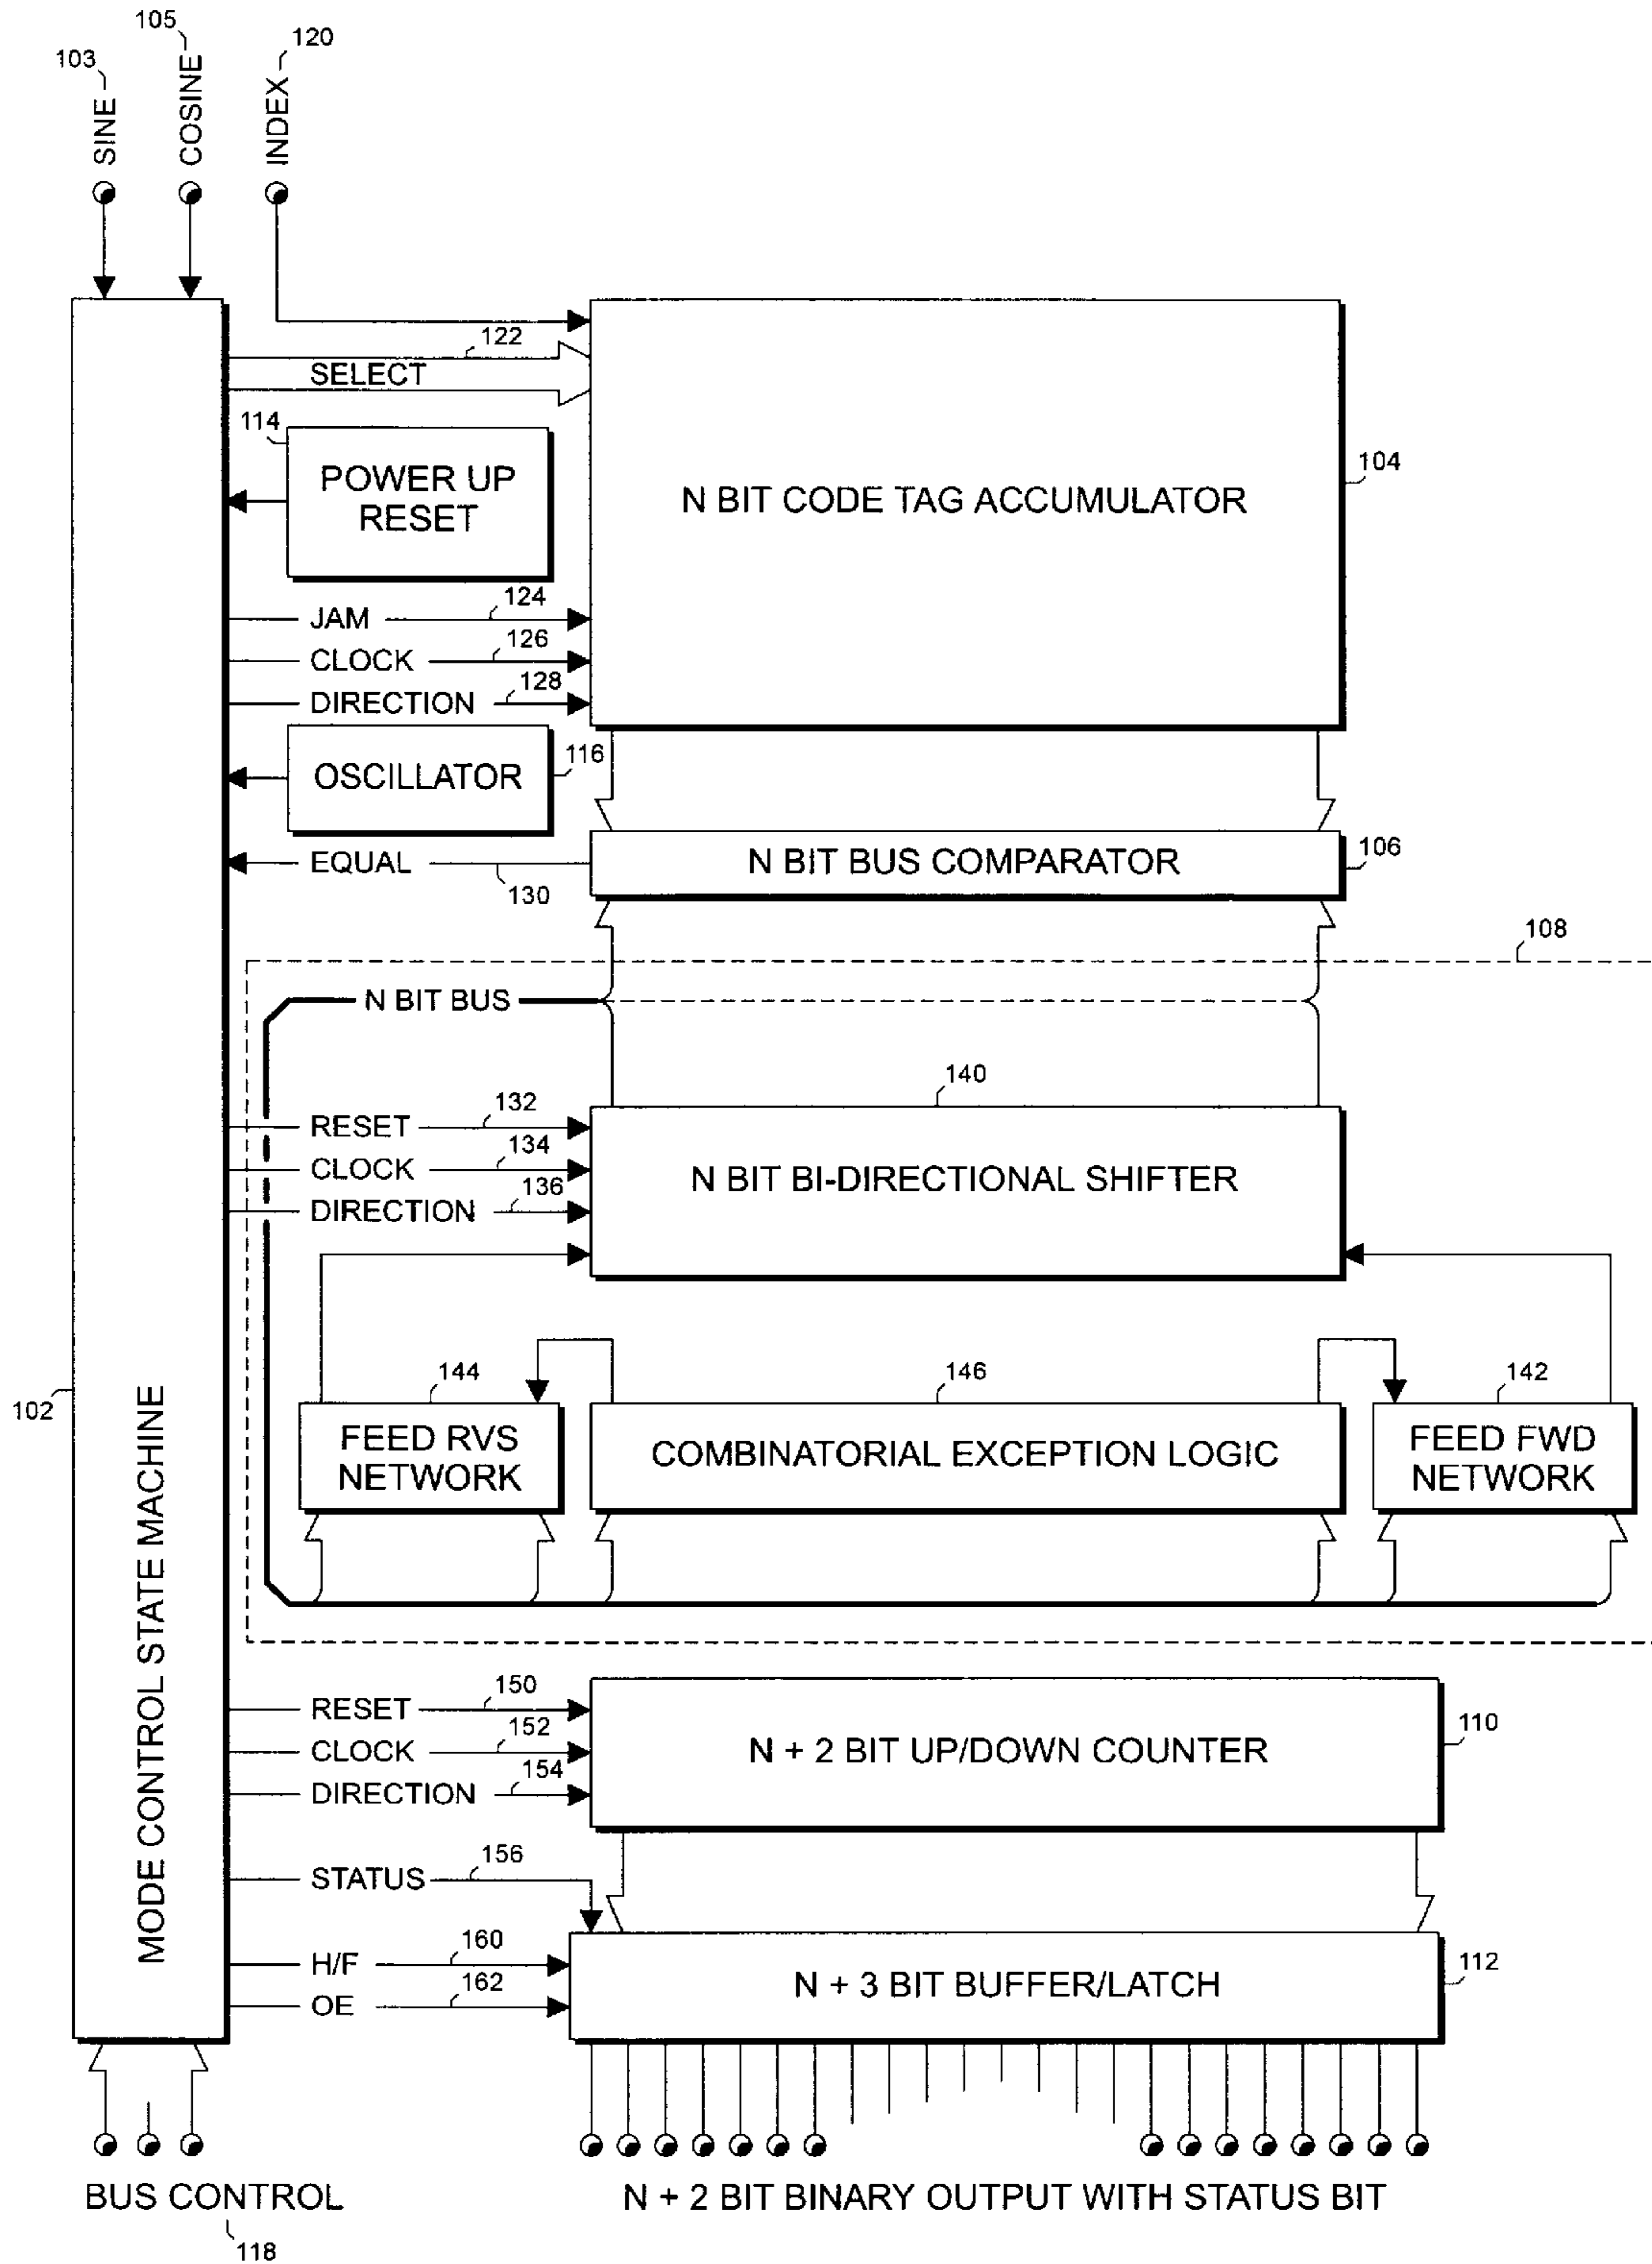 105
120
103
SINE
COSINE
INDEX
122
SELECT
114
POWER UP
RESET
N BIT CODE TAG ACCUMULATOR
104
JAM
124
CLOCK
126
DIRECTION
128
OSCILLATOR
116
EQUAL
130
N BIT BUS COMPARATOR
106
108
N BIT BUS
140
RESET
132
CLOCK
134
DIRECTION
136
N BIT BI-DIRECTIONAL SHIFTER
102
MODE CONTROL STATE MACHINE
144
146
142
FEED RVS
NETWORK
COMBINATORIAL EXCEPTION LOGIC
FEED FWD
NETWORK
RESET
150
CLOCK
152
DIRECTION
154
N + 2 BIT UP/DOWN COUNTER
110
STATUS
156
H/F
160
OE
162
N + 3 BIT BUFFER/LATCH
112
BUS CONTROL
118
N + 2 BIT BINARY OUTPUT WITH STATUS BIT